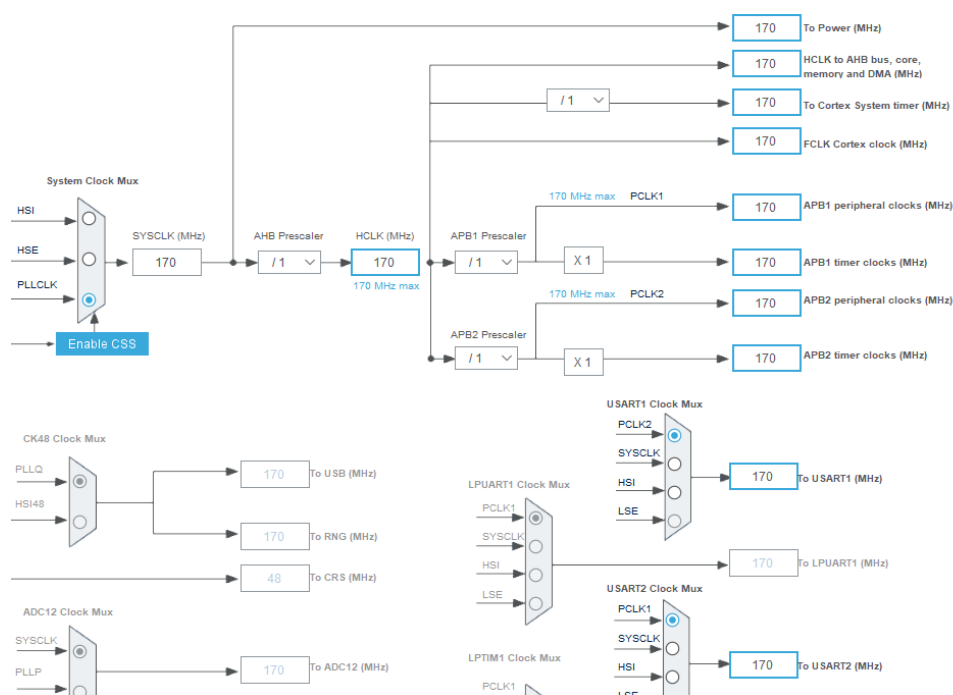 170 To Power (MHz)
170 HCLK to AHB bus, core,
memory and DMA (MHz)
/ 1 170 To Cortex System timer (MHz)
170 FCLK Cortex clock (MHz)
System Clock Mux
HSI
HSE
PLLCLK
Enable CSS
SYSCLK (MHz)
170
AHB Prescaler
/ 1
HCLK (MHz)
170
170 MHz max
APB1 Prescaler
/ 1
170 MHz max PCLK1
170 APB1 peripheral clocks (MHz)
X 1
170 APB1 timer clocks (MHz)
170 MHz max PCLK2
170 APB2 peripheral clocks (MHz)
APB2 Prescaler
/ 1
X 1
170 APB2 timer clocks (MHz)
CK48 Clock Mux
PLLQ
HSI48
170 To USB (MHz)
170 To RNG (MHz)
48 To CRS (MHz)
ADC12 Clock Mux
SYSCLK
PLLP
170 To ADC12 (MHz)
USART1 Clock Mux
PCLK2
SYSCLK
HSI
LSE
170 To USART1 (MHz)
LPUART1 Clock Mux
PCLK1
SYSCLK
HSI
LSE
170 To LPUART1 (MHz)
USART2 Clock Mux
PCLK1
SYSCLK
HSI
LSE
170 To USART2 (MHz)
LPTIM1 Clock Mux
PCLK1